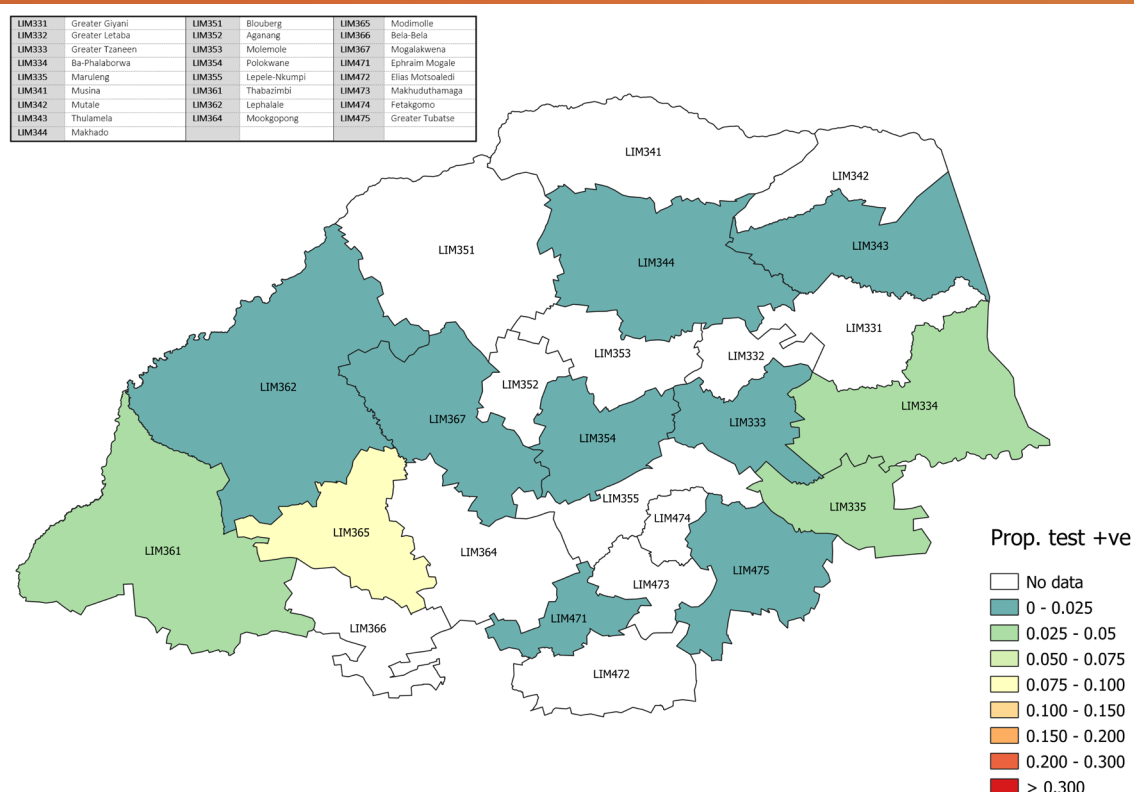 LIM331 Greater Giyani LIM351 Blouberg LIM365 Modimolle
LIM332 Greater Letaba LIM352 Aganang LIM366 Bela-Bela
LIM333 Greater Tzaneen LIM353 Molemole LIM367 Mogalakwena
LIM334 Ba-Phalaborwa LIM354 Polokwane LIM471 Ephraim Mogale
LIM335 Maruleng LIM355 Lepele-Nkumpi LIM472 Elias Motsoaledi
LIM341 Musina LIM361 Thabazimbi LIM473 Makhuduthamaga
LIM342 Mutale LIM362 Lephalale LIM474 Fetakgomo
LIM343 Thulamela LIM364 Mookgopong LIM475 Greater Tubatse
LIM344 Makhado
LIM341
LIM342
LIM351
LIM344
LIM343
LIM331
LIM353
LIM332
LIM362
LIM352
LIM334
LIM367
LIM354
LIM333
LIM355
LIM335
LIM474
LIM365
LIM361
LIM364
LIM475
LIM473
LIM471
LIM366
LIM472
Prop. test +ve
No data
0 - 0.025
0.025 - 0.05
0.050 - 0.075
0.075 - 0.100
0.100 - 0.150
0.150 - 0.200
0.200 - 0.300
> 0.300